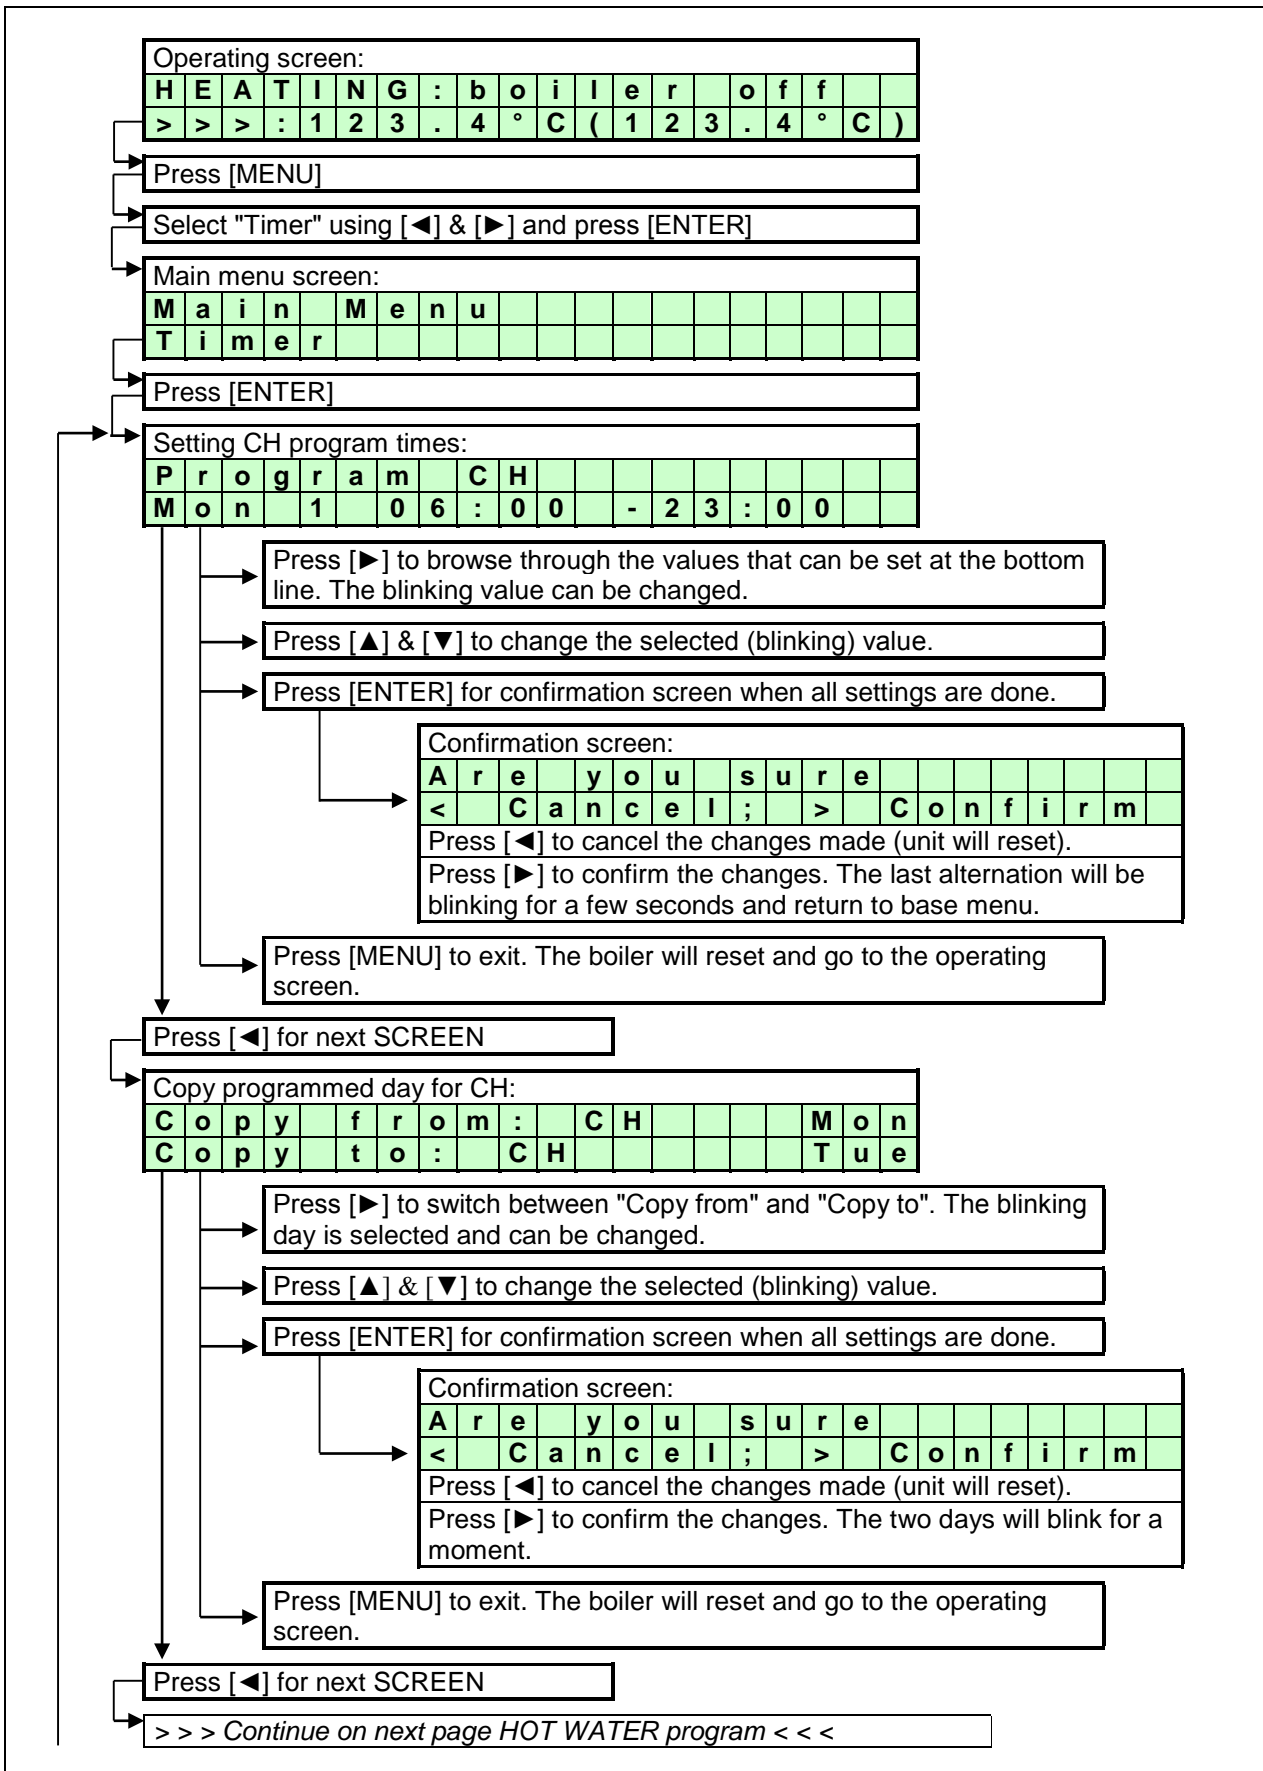 Operating screen:
HEATING:boiler off
>>>:123.4°C(123.4°C)
Press [MENU]
Select "Timer" using [◄] & [►] and press [ENTER]
Main menu screen:
Main Menu
Timer
Press [ENTER]
Setting CH program times:
Program CH
Mon 1 06:00 -23:00
Press [►] to browse through the values that can be set at the bottom
line. The blinking value can be changed.
Press [▲] & [▼] to change the selected (blinking) value.
Press [ENTER] for confirmation screen when all settings are done.
Confirmation screen:
Are you sure
< Cancel; > Confirm
Press [◄] to cancel the changes made (unit will reset).
Press [►] to confirm the changes. The last alternation will be
blinking for a few seconds and return to base menu.
Press [MENU] to exit. The boiler will reset and go to the operating
screen.
Press [◄] for next SCREEN
Copy programmed day for CH:
Copy from: CH Mon
Copy to: CH Tue
Press [►] to switch between "Copy from" and "Copy to". The blinking
day is selected and can be changed.
Press [▲] & [▼] to change the selected (blinking) value.
Press [ENTER] for confirmation screen when all settings are done.
Confirmation screen:
Are you sure
< Cancel; > Confirm
Press [◄] to cancel the changes made (unit will reset).
Press [►] to confirm the changes. The two days will blink for a
moment.
Press [MENU] to exit. The boiler will reset and go to the operating
screen.
Press [◄] for next SCREEN
> > > Continue on next page HOT WATER program < < <